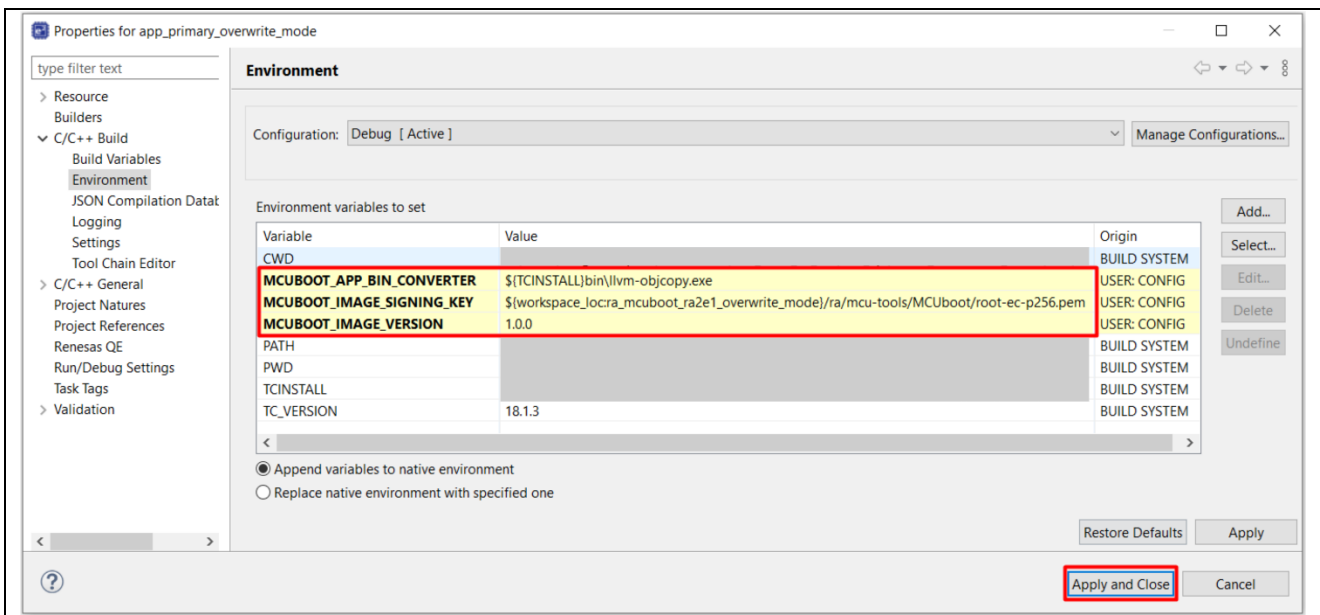 Properties for app_primary_overwrite_mode
type filter text
Resource
Builders
C/C++ Build
Build Variables
Environment
JSON Compilation Datab
Logging
Settings
Tool Chain Editor
C/C++ General
Project Natures
Project References
Renesas QE
Run/Debug Settings
Task Tags
Validation
Environment
Configuration: Debug [ Active ] Manage Configurations...
Environment variables to set
Variable Value Origin
CWD BUILD SYSTEM
MCUBOOT_APP_BIN_CONVERTER ${TCINSTALL}bin\llvm-objcopy.exe USER: CONFIG
MCUBOOT_IMAGE_SIGNING_KEY ${workspace_loc:ra_mcuboot_ra2e1_overwrite_mode}/ra/mcu-tools/MCUboot/root-ec-p256.pem USER: CONFIG
MCUBOOT_IMAGE_VERSION 1.0.0 USER: CONFIG
PATH BUILD SYSTEM
PWD BUILD SYSTEM
TCINSTALL BUILD SYSTEM
TC_VERSION 18.1.3 BUILD SYSTEM
Add...
Select...
Edit...
Delete
Undefine
Append variables to native environment
Replace native environment with specified one
Restore Defaults Apply
? Apply and Close Cancel